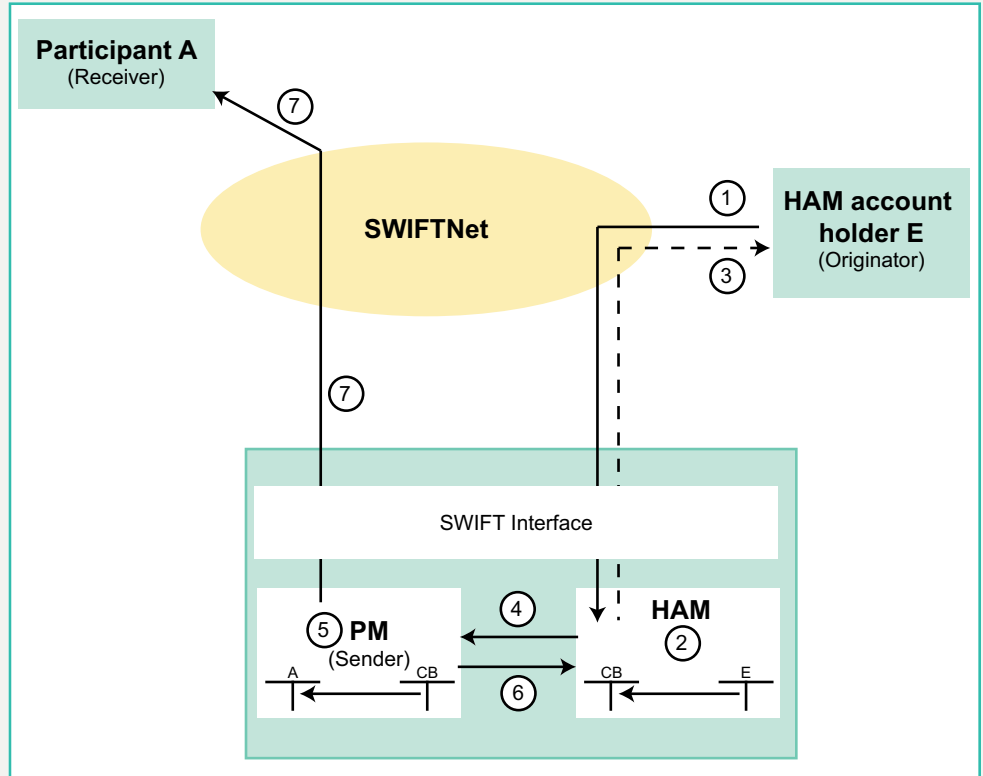 Participant A
(Receiver)
7
1
HAM account
holder E
(Originator)
SWIFTNet
3
7
SWIFT Interface
4
HAM
5 PM
2
(Sender)
A
CB
CB
E
6